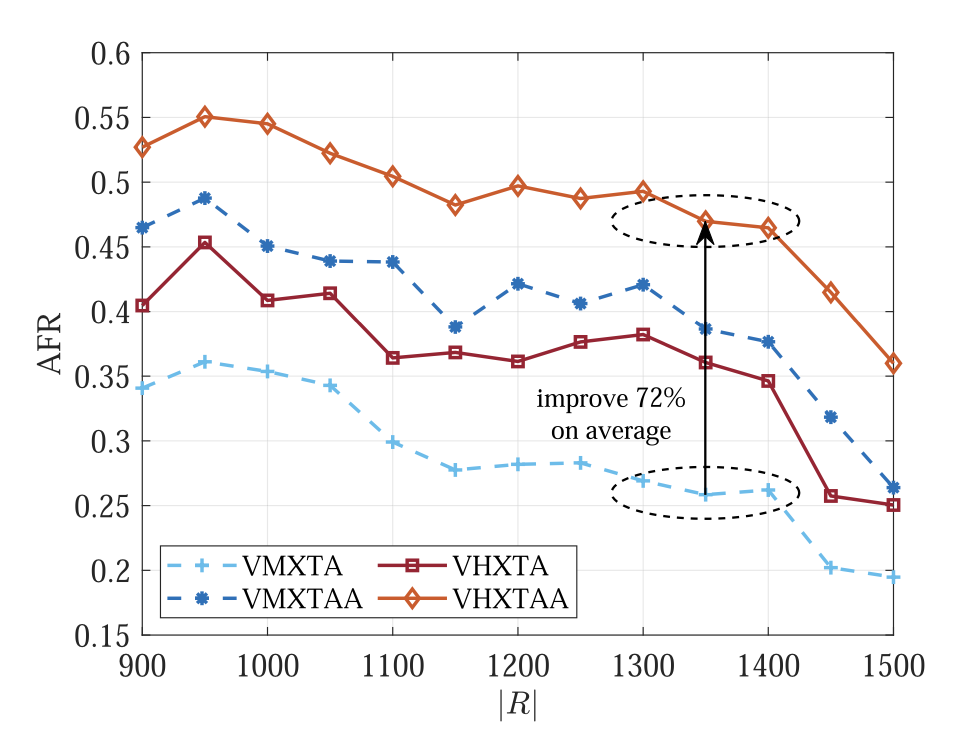 0.6
0.55
0.5
0.45
0.4
0.35
0.3
0.25
0.2
0.15
AFR
improve 72%
on average
VMXTA VHXTA
VMXTAA VHXTAA
900 1000 1100 1200 1300 1400 1500
|R|